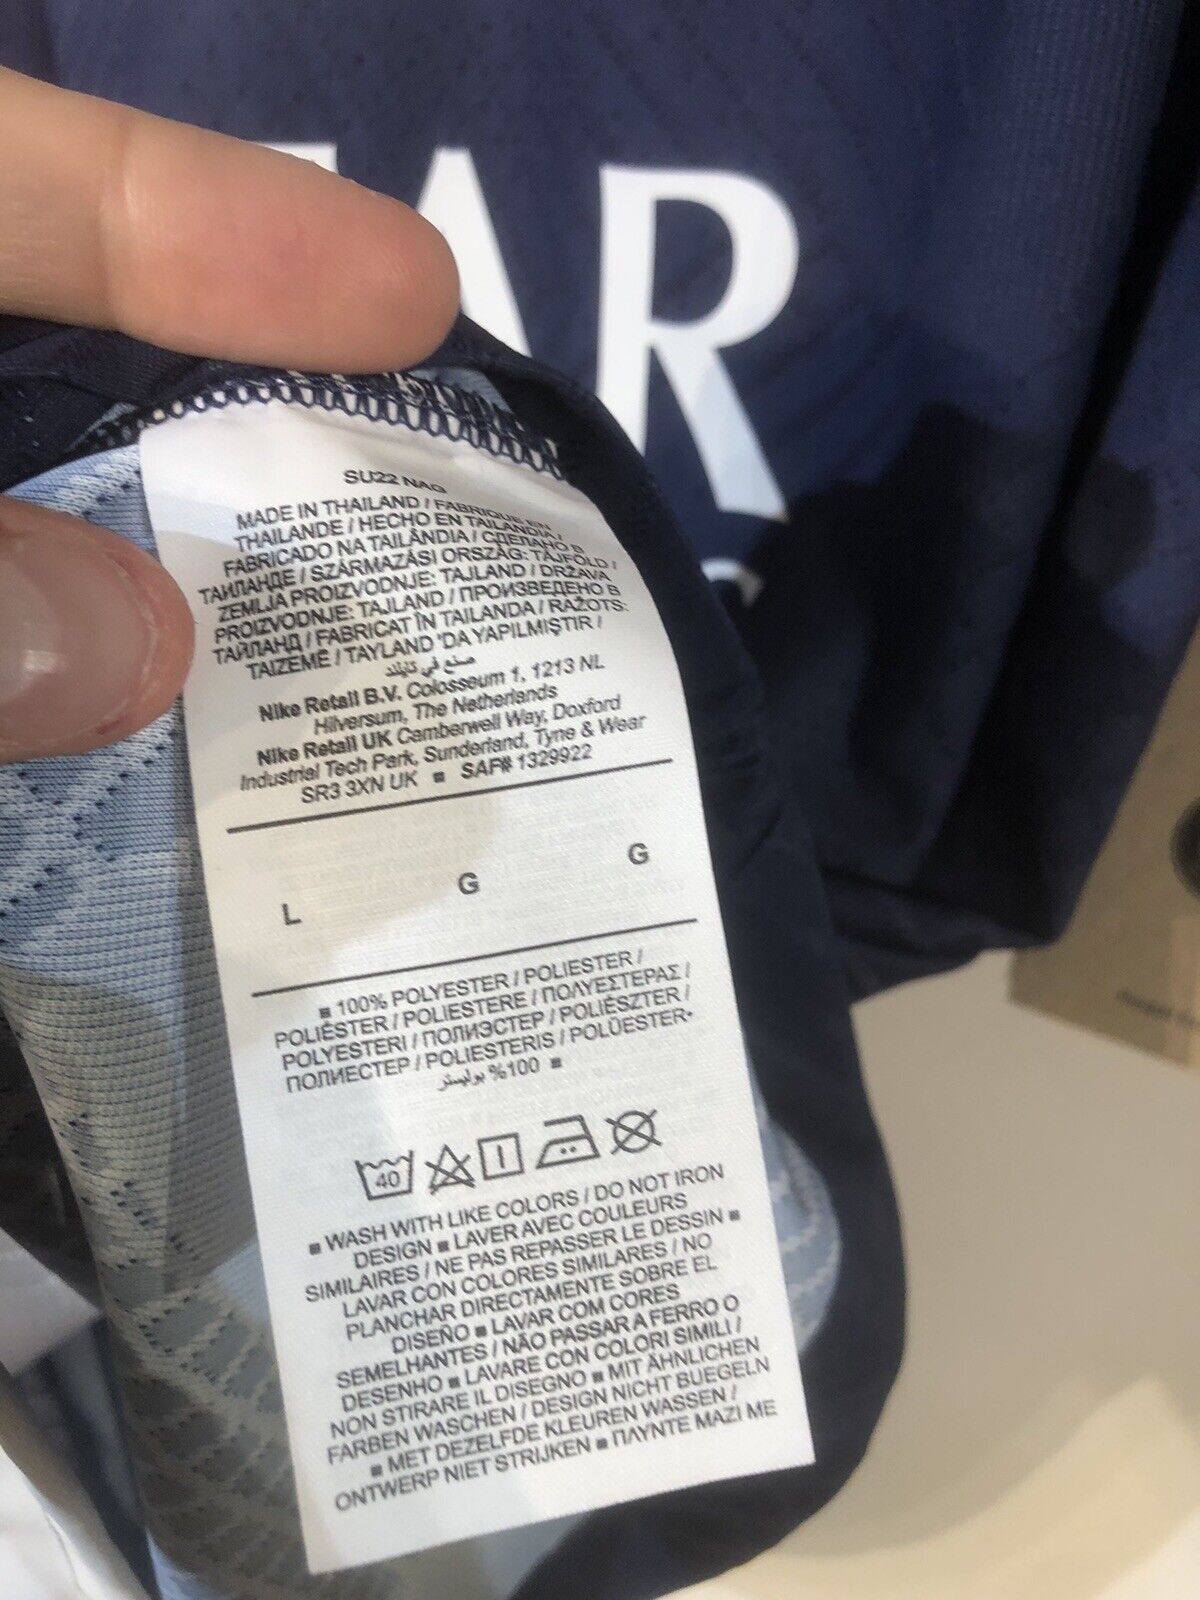 AR
SU22 NAG
MADE IN THAILAND / FABRIQUE EN
THAILANDE / HECHO EN TAILANDIA /
FABRICADO NA TAILÂNDIA / СДЕЛАНО В
ТАИЛАНДЕ / SZÁRMAZÁSI ORSZÁG: TÁJFÖLD /
ZEMLJA PROIZVODNJE: TAJLAND / DRŽAVA
PROIZVODNJE: TAJLAND / ПРОИЗВЕДЕНО В
ТАЙЛАНД / FABRICAT ÎN TAILANDA / RAŽOTS:
TAIZEMĒ / TAYLAND 'DA YAPILMIŞTIR /
صنع في تايلند
Nike Retail B.V. Colosseum 1, 1213 NL
Hilversum, The Netherlands
Nike Retail UK Camberwell Way, Doxford
Industrial Tech Park, Sunderland, Tyne & Wear
SR3 3XN UK ■ SAF# 1329922
L G G
■ 100% POLYESTER / POLIESTER /
POLIÉSTER / POLIESTERE / ΠΟΛΥΕΣΤΕΡΑΣ /
POLYESTERI / ПОЛИЭСТЕР / POLIÉSZTER /
ПОЛИЕСТЕР / POLIESTERIS / POLÜESTER•
100% بوليستر ■
40
■ WASH WITH LIKE COLORS / DO NOT IRON
DESIGN ■ LAVER AVEC COULEURS
SIMILAIRES / NE PAS REPASSER LE DESSIN ■
LAVAR CON COLORES SIMILARES / NO
PLANCHAR DIRECTAMENTE SOBRE EL
DISEÑO ■ LAVAR COM CORES
SEMELHANTES / NÃO PASSAR A FERRO O
DESENHO ■ LAVARE CON COLORI SIMILI /
NON STIRARE IL DISEGNO ■ MIT ÄHNLICHEN
FARBEN WASCHEN / DESIGN NICHT BUEGELN
■ MET DEZELFDE KLEUREN WASSEN /
ONTWERP NIET STRIJKEN ■ ΠΛΥΝΤΕ ΜΑΖΙ ΜΕ